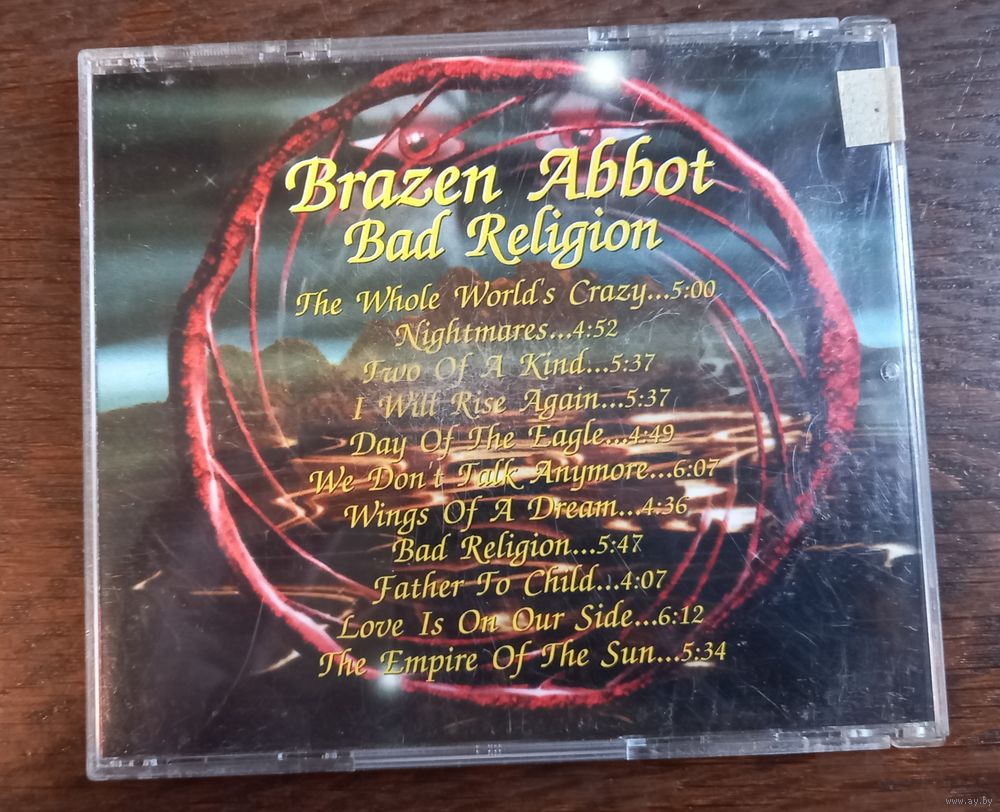 Brazen Abbot
Bad Religion
The Whole World's Crazy...5:00
Nightmares...4:52
Two Of A Kind...5:37
I Will Rise Again...5:37
Day Of The Eagle...4:49
We Don't Talk Anymore...6:07
Wings Of A Dream...4:36
Bad Religion...5:47
Father To Child...4:07
Love Is On Our Side...6:12
The Empire Of The Sun...5:34
www.ay.by